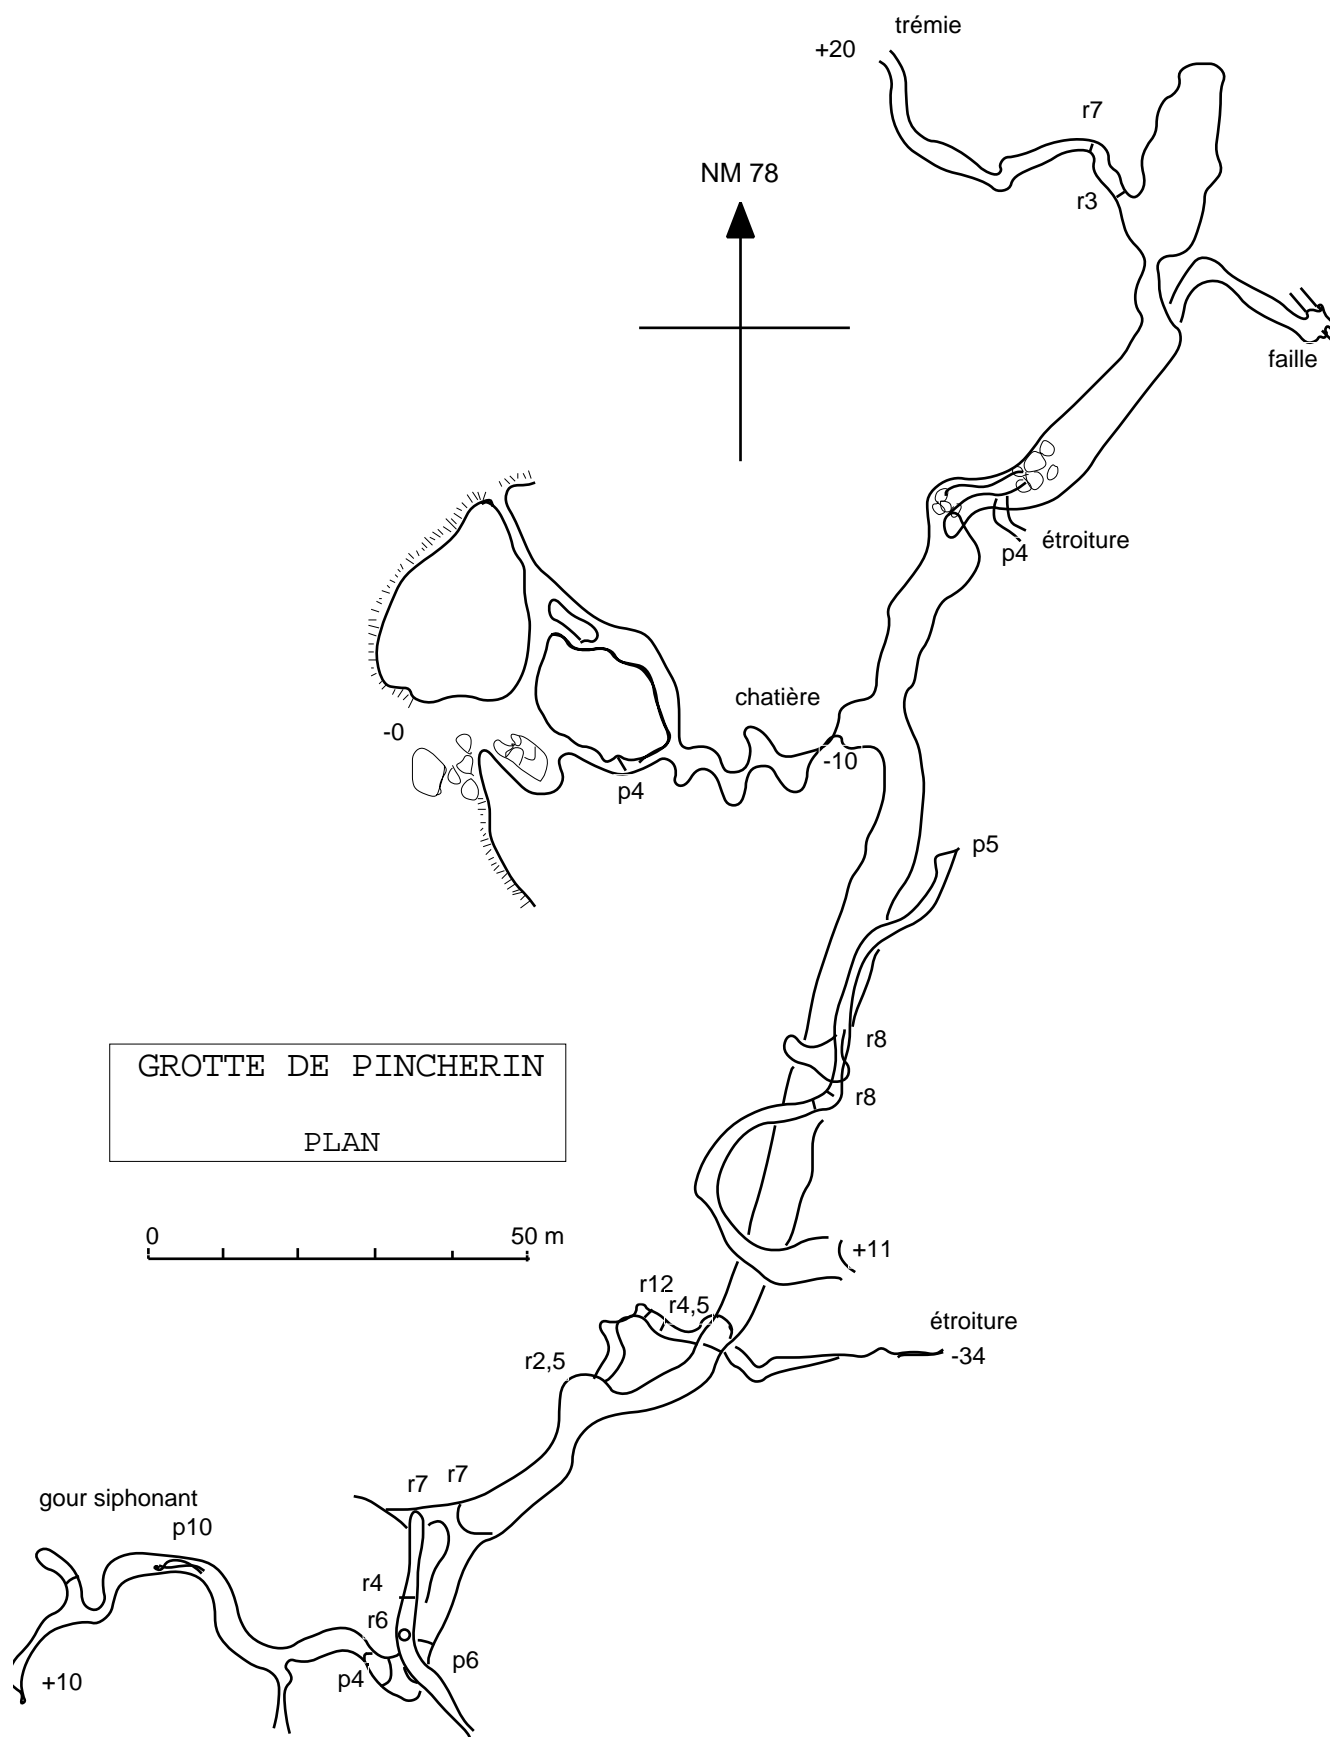 trémie
+20
r7
NM 78
r3
faille
étroiture
p4
chatière
-0
-10
p4
p5
r8
GROTTE DE PINCHERIN
r8
PLAN
0 50 m
+11
r12
r4,5
étroiture
-34
r2,5
r7 r7
gour siphonant
p10
r4
r6
p6
p4
+10